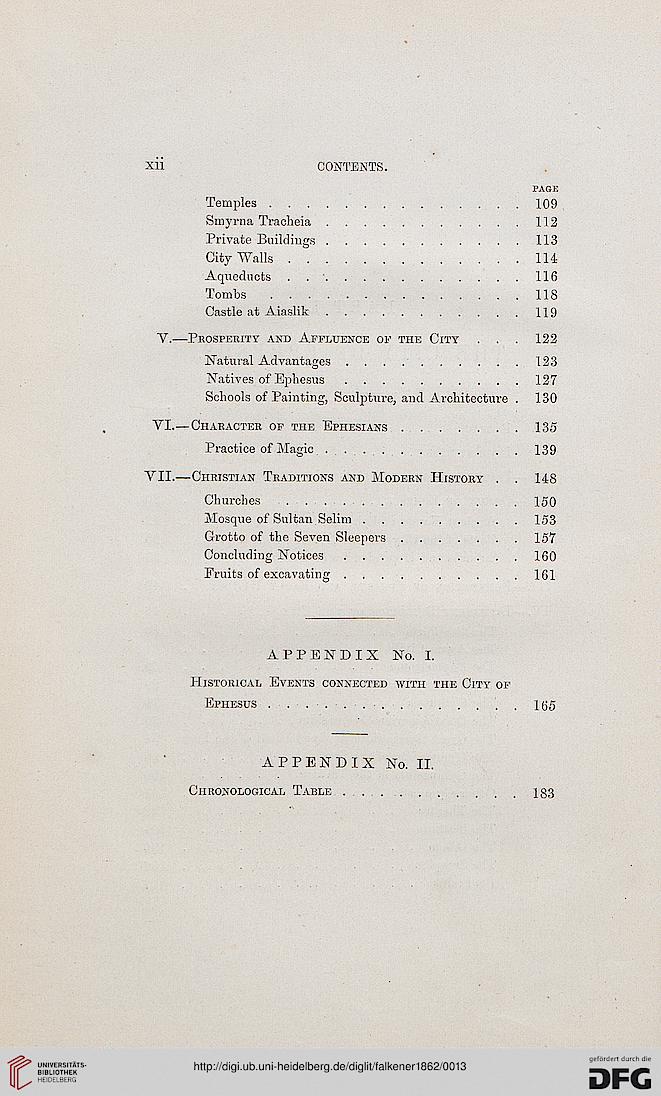 xii CONTENTS.
PAGE
Temples . . . . . . . . . . . . . . 109
Smyrna Tracheia . . . . . . . . . . . 112
Private Buildings . . . . . . . . . . . 113
City Walls . . . . . . . . . . . . . 114
Aqueducts . . . . . . . . . . . . . 116
Tombs . . . . . . . . . . . . . . 118
Castle at Aiaslik . . . . . . . . . . . 119
V.—Prosperity and Affluence of the City . . . 122
Natural Advantages . . . . . . . . . . 123
Natives of Ephesus . . . . . . . . . . 127
Schools of Painting, Sculpture, and Architecture . 130
VI.—Character of the Ephesians . . . . . . . 135
Practice of Magic . . . . . . . . . . . 139
VII.—Christian Traditions and Modern History . . 148
Churches . . . . . . . . . . . . . 150
Mosque of Sultan Selim . . . . . . . . . 153
Grotto of the Seven Sleepers . . . . . . . 157
Concluding Notices . . . . . . . . . . 160
Fruits of excavating . . . . . . . . . . 161
APPENDIX No. I.
Historical Events connected with the City of
Ephesus . . . . . . . . . . . . . . 165
APPENDIX No. II.
Chronological Table . . . . . . . . . . 183
UNIVERSITÄTS-
BIBLIOTHEK
HEIDELBERG
http://digi.ub.uni-heidelberg.de/diglit/falkener1862/0013
gefördert durch die
DFG